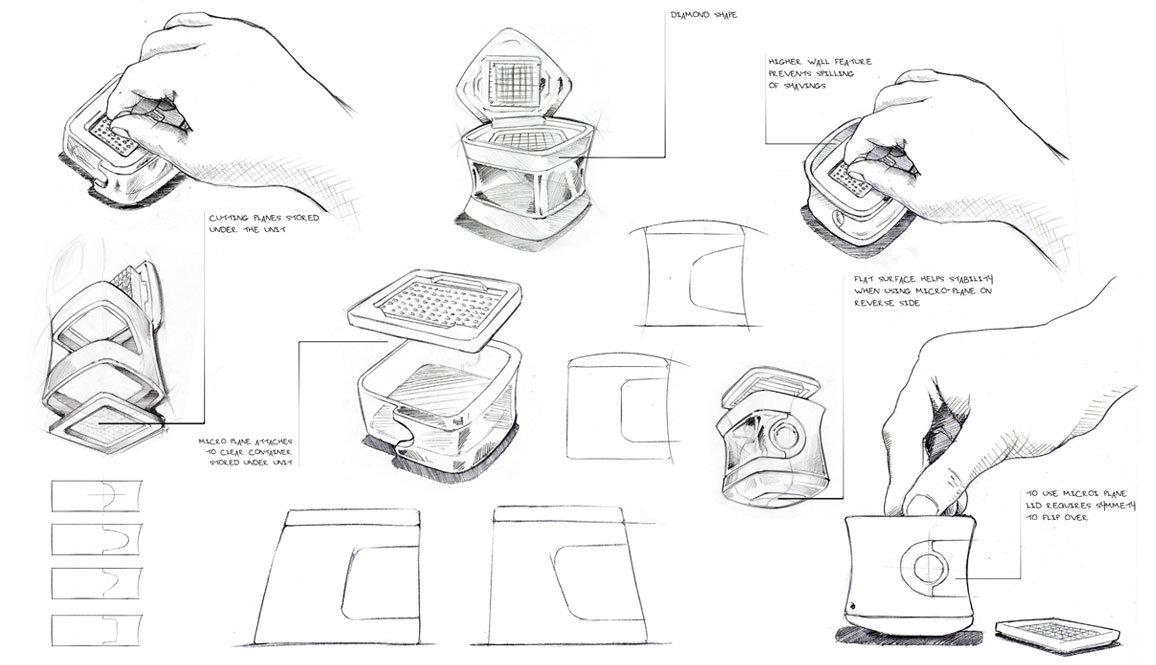 DIAMOND SHAPE
HIGHER WALL FEATURE
PREVENTS SPILLING
OF SHAVINGS
CUTTING PLANES STORED
UNDER THE UNIT
FLAT SURFACE HELPS STABILITY
WHEN USING MICRO-PLANE ON
REVERSE SIDE
MICRO PLANE ATTACHES
TO CLEAR CONTAINER
STORED UNDER UNIT
TO USE MICROI PLANE
LID REQUIRES SYMMETY
TO FLIP OVER